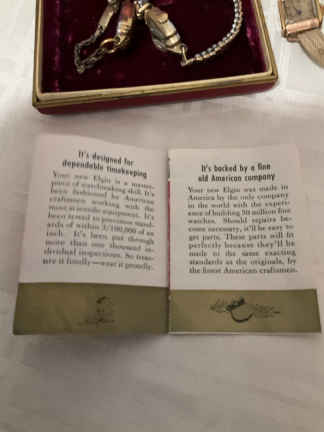 It's designed for
dependable timekeeping
Your new Elgin is a master-
piece of watchmaking skill. It's
been fashioned by American
craftsmen working with the
most scientific equipment. It's
been tested to precision stand-
ards of within 3/100,000 of an
inch. It's been put through
more than one thousand in-
dividual inspections. So treas-
ure it fondly—wear it proudly.
It's backed by a fine
old American company
Your new Elgin was made in
America by the only company
in the world with the experi-
ence of building 50 million fine
watches. Should repairs be-
come necessary, it'll be easy to
get parts. These parts will fit
perfectly because they'll be
made to the same exacting
standards as the originals, by
the finest American craftsmen.